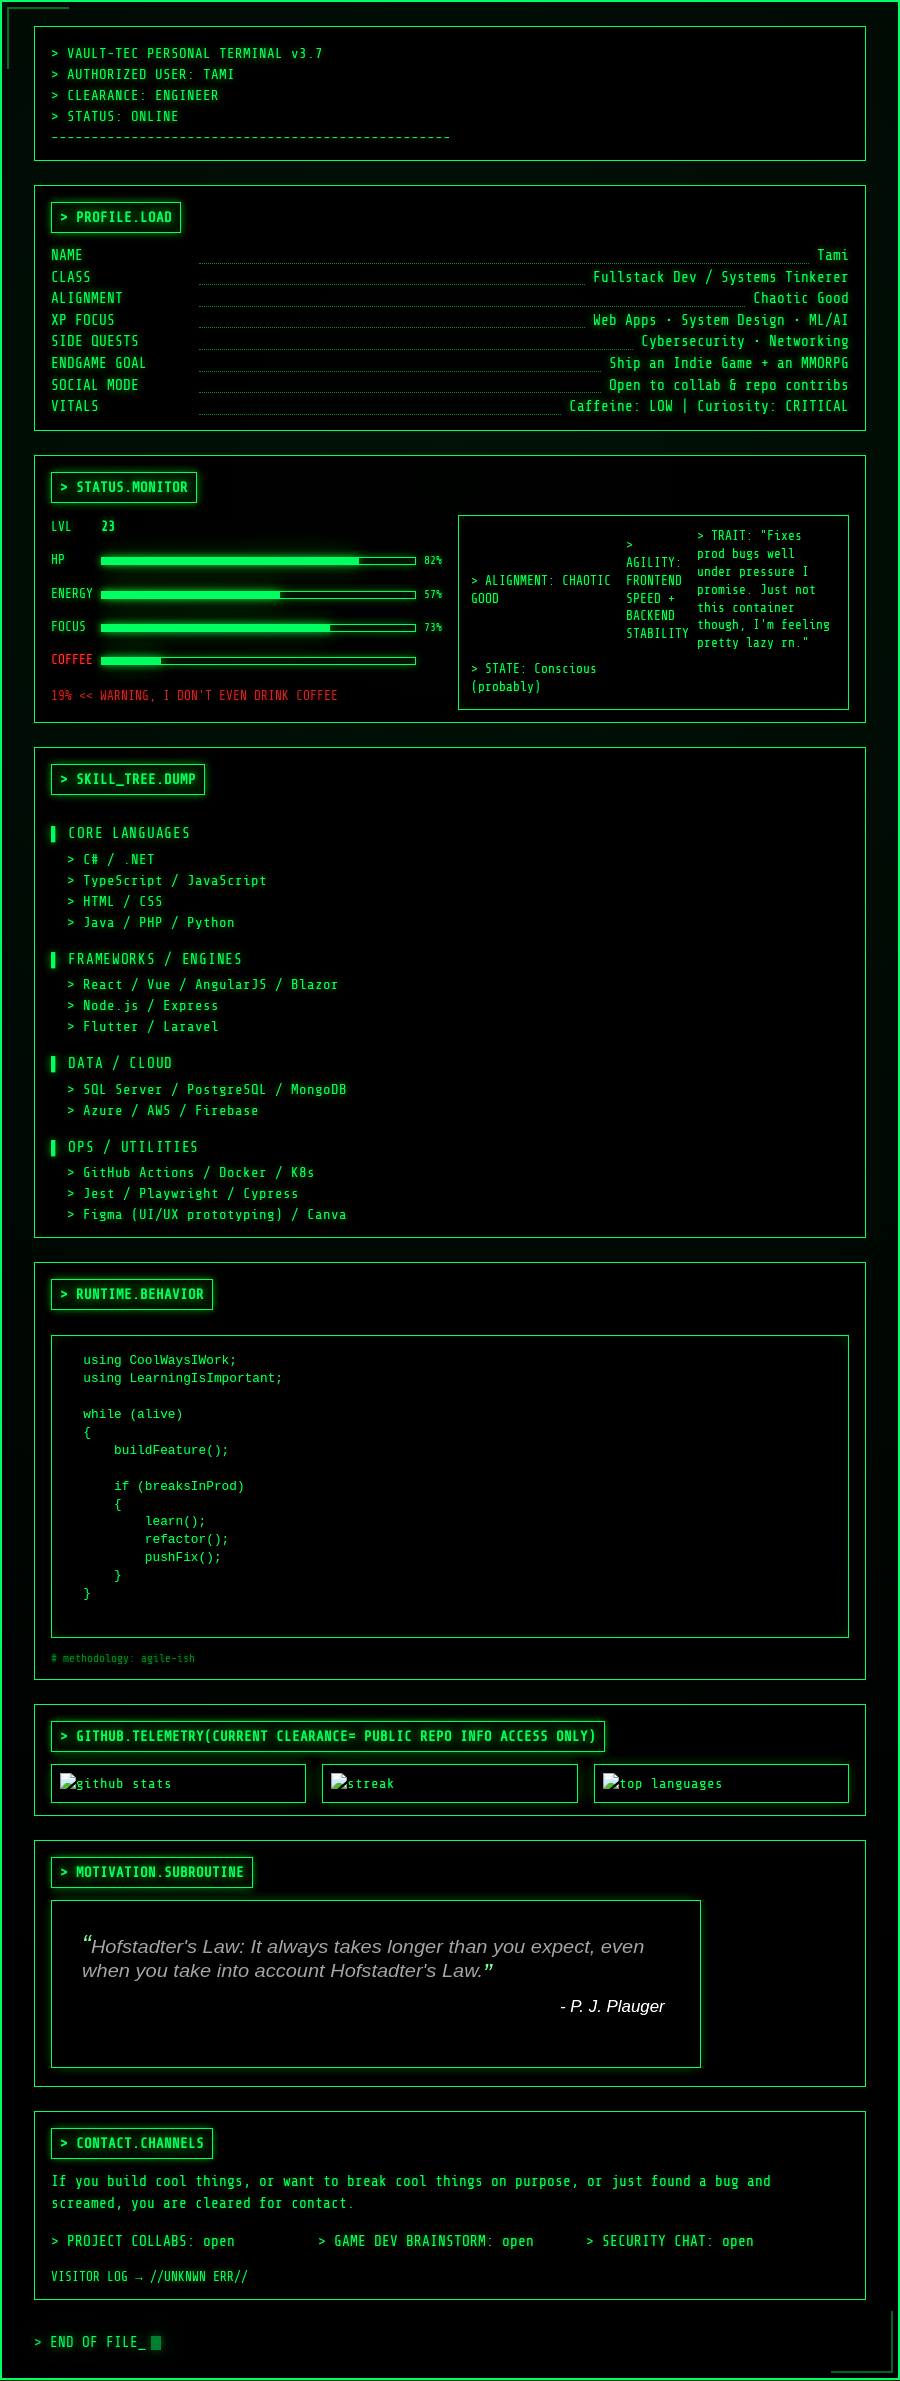 > VAULT-TEC PERSONAL TERMINAL v3.7
> AUTHORIZED USER: TAMI
> CLEARANCE: ENGINEER
> STATUS: ONLINE
--------------------------------------------------
> PROFILE.LOAD
NAME Tami
CLASS Fullstack Dev / Systems Tinkerer
ALIGNMENT Chaotic Good
XP FOCUS Web Apps · System Design · ML/AI
SIDE QUESTS Cybersecurity · Networking
ENDGAME GOAL Ship an Indie Game + an MMORPG
SOCIAL MODE Open to collab & repo contribs
VITALS Caffeine: LOW | Curiosity: CRITICAL
> STATUS.MONITOR
LVL 23
HP 82%
ENERGY 57%
FOCUS 73%
COFFEE
19% << WARNING, I DON'T EVEN DRINK COFFEE
> ALIGNMENT: CHAOTIC
GOOD
>
AGILITY:
FRONTEND
SPEED +
BACKEND
STABILITY
> TRAIT: "Fixes
prod bugs well
under pressure I
promise. Just not
this container
though, I'm feeling
pretty lazy rn."
> STATE: Conscious
(probably)
> SKILL_TREE.DUMP
CORE LANGUAGES
> C# / .NET
> TypeScript / JavaScript
> HTML / CSS
> Java / PHP / Python
FRAMEWORKS / ENGINES
> React / Vue / AngularJS / Blazor
> Node.js / Express
> Flutter / Laravel
DATA / CLOUD
> SQL Server / PostgreSQL / MongoDB
> Azure / AWS / Firebase
OPS / UTILITIES
> GitHub Actions / Docker / K8s
> Jest / Playwright / Cypress
> Figma (UI/UX prototyping) / Canva
> RUNTIME.BEHAVIOR
using CoolWaysIWork;
using LearningIsImportant;
while (alive)
{
buildFeature();
if (breaksInProd)
{
learn();
refactor();
pushFix();
}
}
# methodology: agile-ish
> GITHUB.TELEMETRY(CURRENT CLEARANCE= PUBLIC REPO INFO ACCESS ONLY)
github stats
streak
top languages
> MOTIVATION.SUBROUTINE
“Hofstadter's Law: It always takes longer than you expect, even
when you take into account Hofstadter's Law.”
- P. J. Plauger
> CONTACT.CHANNELS
If you build cool things, or want to break cool things on purpose, or just found a bug and
screamed, you are cleared for contact.
> PROJECT COLLABS: open > GAME DEV BRAINSTORM: open > SECURITY CHAT: open
VISITOR LOG → //UNKNWN ERR//
> END OF FILE_